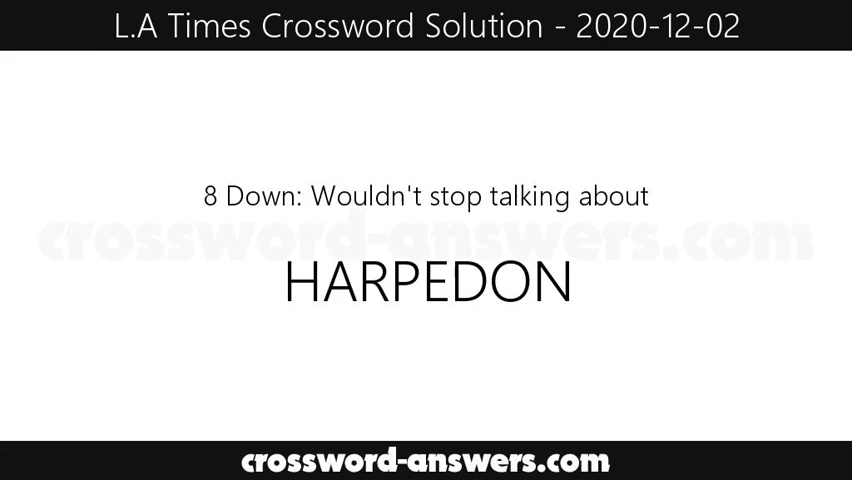 L.A Times Crossword Solution - 2020-12-02
8 Down: Wouldn't stop talking about
crossword-answers.com
HARPEDON
crossword-answers.com